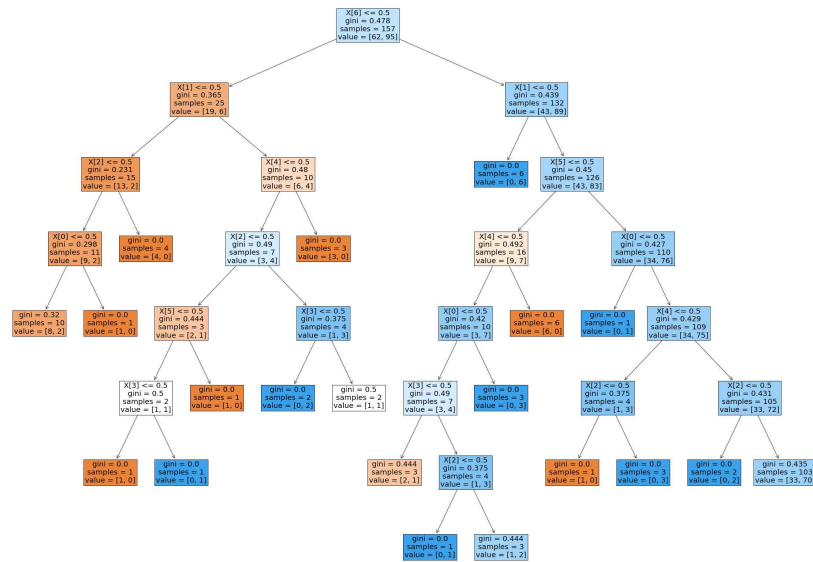 X[6] <= 0.5
gini = 0.478
samples = 157
value = [62, 95]
X[1] <= 0.5
gini = 0.365
samples = 25
value = [19, 6]
X[1] <= 0.5
gini = 0.439
samples = 132
value = [43, 89]
X[2] <= 0.5
gini = 0.231
samples = 15
value = [13, 2]
X[4] <= 0.5
gini = 0.48
samples = 10
value = [6, 4]
gini = 0.0
samples = 6
value = [0, 6]
X[5] <= 0.5
gini = 0.45
samples = 126
value = [43, 83]
X[0] <= 0.5
gini = 0.298
samples = 11
value = [9, 2]
gini = 0.0
samples = 4
value = [4, 0]
X[2] <= 0.5
gini = 0.49
samples = 7
value = [3, 4]
gini = 0.0
samples = 3
value = [3, 0]
X[4] <= 0.5
gini = 0.492
samples = 16
value = [9, 7]
X[0] <= 0.5
gini = 0.427
samples = 110
value = [34, 76]
gini = 0.32
samples = 10
value = [8, 2]
gini = 0.0
samples = 1
value = [1, 0]
X[5] <= 0.5
gini = 0.444
samples = 3
value = [2, 1]
X[3] <= 0.5
gini = 0.375
samples = 4
value = [1, 3]
X[0] <= 0.5
gini = 0.42
samples = 10
value = [3, 7]
gini = 0.0
samples = 6
value = [6, 0]
gini = 0.0
samples = 1
value = [0, 1]
X[4] <= 0.5
gini = 0.429
samples = 109
value = [34, 75]
X[3] <= 0.5
gini = 0.5
samples = 2
value = [1, 1]
gini = 0.0
samples = 1
value = [1, 0]
gini = 0.0
samples = 2
value = [0, 2]
gini = 0.5
samples = 2
value = [1, 1]
X[3] <= 0.5
gini = 0.49
samples = 7
value = [3, 4]
gini = 0.0
samples = 3
value = [0, 3]
X[2] <= 0.5
gini = 0.375
samples = 4
value = [1, 3]
X[2] <= 0.5
gini = 0.431
samples = 105
value = [33, 72]
gini = 0.0
samples = 1
value = [1, 0]
gini = 0.0
samples = 1
value = [0, 1]
gini = 0.444
samples = 3
value = [2, 1]
X[2] <= 0.5
gini = 0.375
samples = 4
value = [1, 3]
gini = 0.0
samples = 1
value = [1, 0]
gini = 0.0
samples = 3
value = [0, 3]
gini = 0.0
samples = 2
value = [0, 2]
gini = 0.435
samples = 103
value = [33, 70
gini = 0.0
samples = 1
value = [0, 1]
gini = 0.444
samples = 3
value = [1, 2]